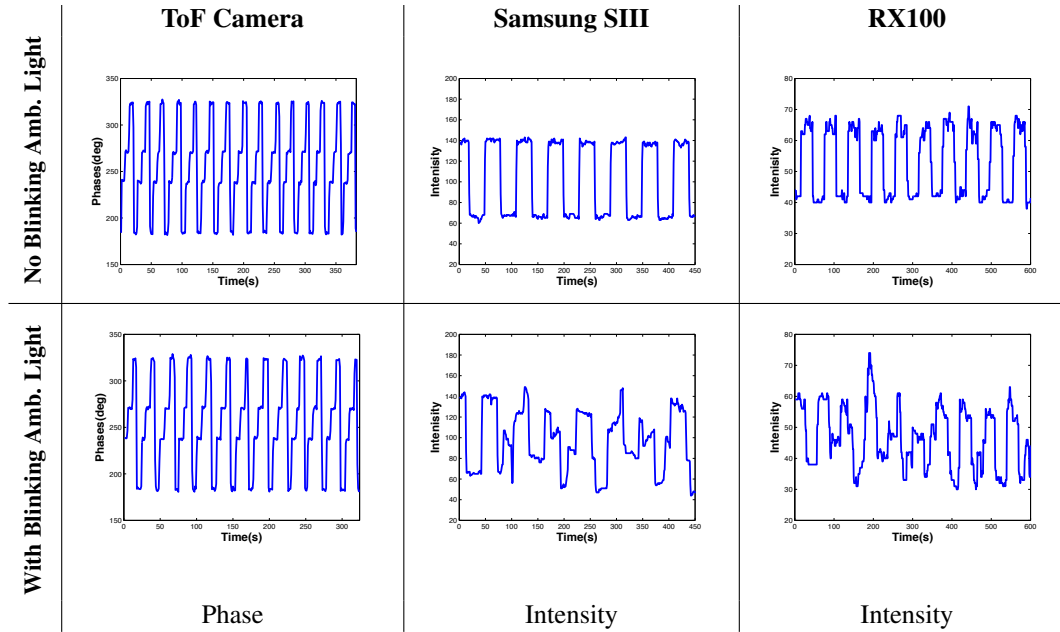 ToF Camera Samsung SIII RX100
No Blinking Amb. Light
350
300
250
200
150
Phases(deg)
0 50 100 150 200 250 300 350
Time(s)
200
180
160
140
120
100
80
60
40
20
Intenisity
0 50 100 150 200 250 300 350 400 450
Time(s)
80
70
60
50
40
30
20
Intenisity
0 100 200 300 400 500 600
Time(s)
With Blinking Amb. Light
350
300
250
200
150
Phases(deg)
0 50 100 150 200 250 300
Time(s)
200
180
160
140
120
100
80
60
40
20
Intenisity
0 50 100 150 200 250 300 350 400 450
Time(s)
80
70
60
50
40
30
20
Intenisity
0 100 200 300 400 500 600
Time(s)
Phase Intensity Intensity